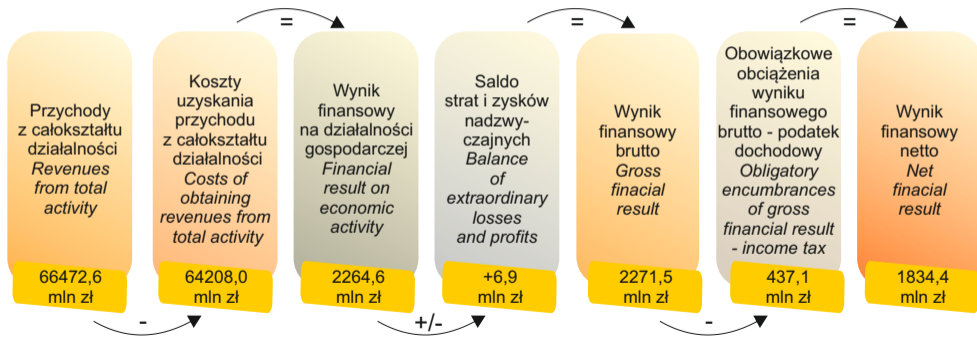 =
=
=
Przychody
z całokształtu
działalności
Revenues
from total
activity
66472,6
mln zł
Koszty
uzyskania
przychodu
z całokształtu
działalności
Costs of
obtaining
revenues from
total activity
64208,0
mln zł
Wynik
finansowy
na działalności
gospodarczej
Financial
result on
economic
activity
2264,6
mln zł
Saldo
strat i zysków
nadzwy-
czajnych
Balance
of
extraordinary
losses
and profits
+6,9
mln zł
Wynik
finansowy
brutto
Gross
finacial
result
2271,5
mln zł
Obowiązkowe
obciążenia
wyniku
finansowego
brutto - podatek
dochodowy
Obligatory
encumbrances
of gross
financial result
- income tax
437,1
mln zł
Wynik
finansowy
netto
Net
finacial
result
1834,4
mln zł
-
+/-
-